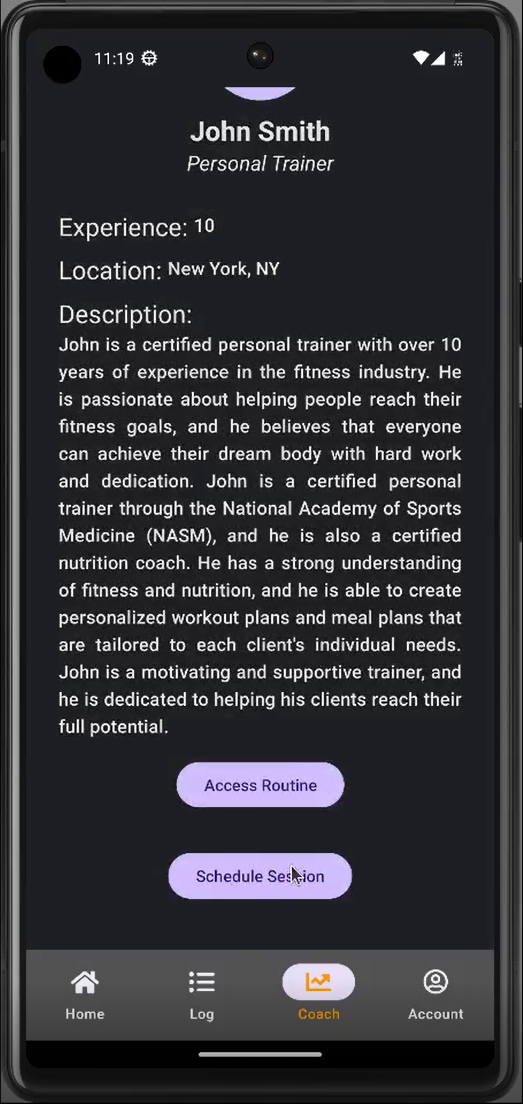 11:19
John Smith
Personal Trainer
Experience: 10
Location: New York, NY
Description:
John is a certified personal trainer with over 10
years of experience in the fitness industry. He
is passionate about helping people reach their
fitness goals, and he believes that everyone
can achieve their dream body with hard work
and dedication. John is a certified personal
trainer through the National Academy of Sports
Medicine (NASM), and he is also a certified
nutrition coach. He has a strong understanding
of fitness and nutrition, and he is able to create
personalized workout plans and meal plans that
are tailored to each client's individual needs.
John is a motivating and supportive trainer, and
he is dedicated to helping his clients reach their
full potential.
Access Routine
Schedule Session
Home Log Coach Account